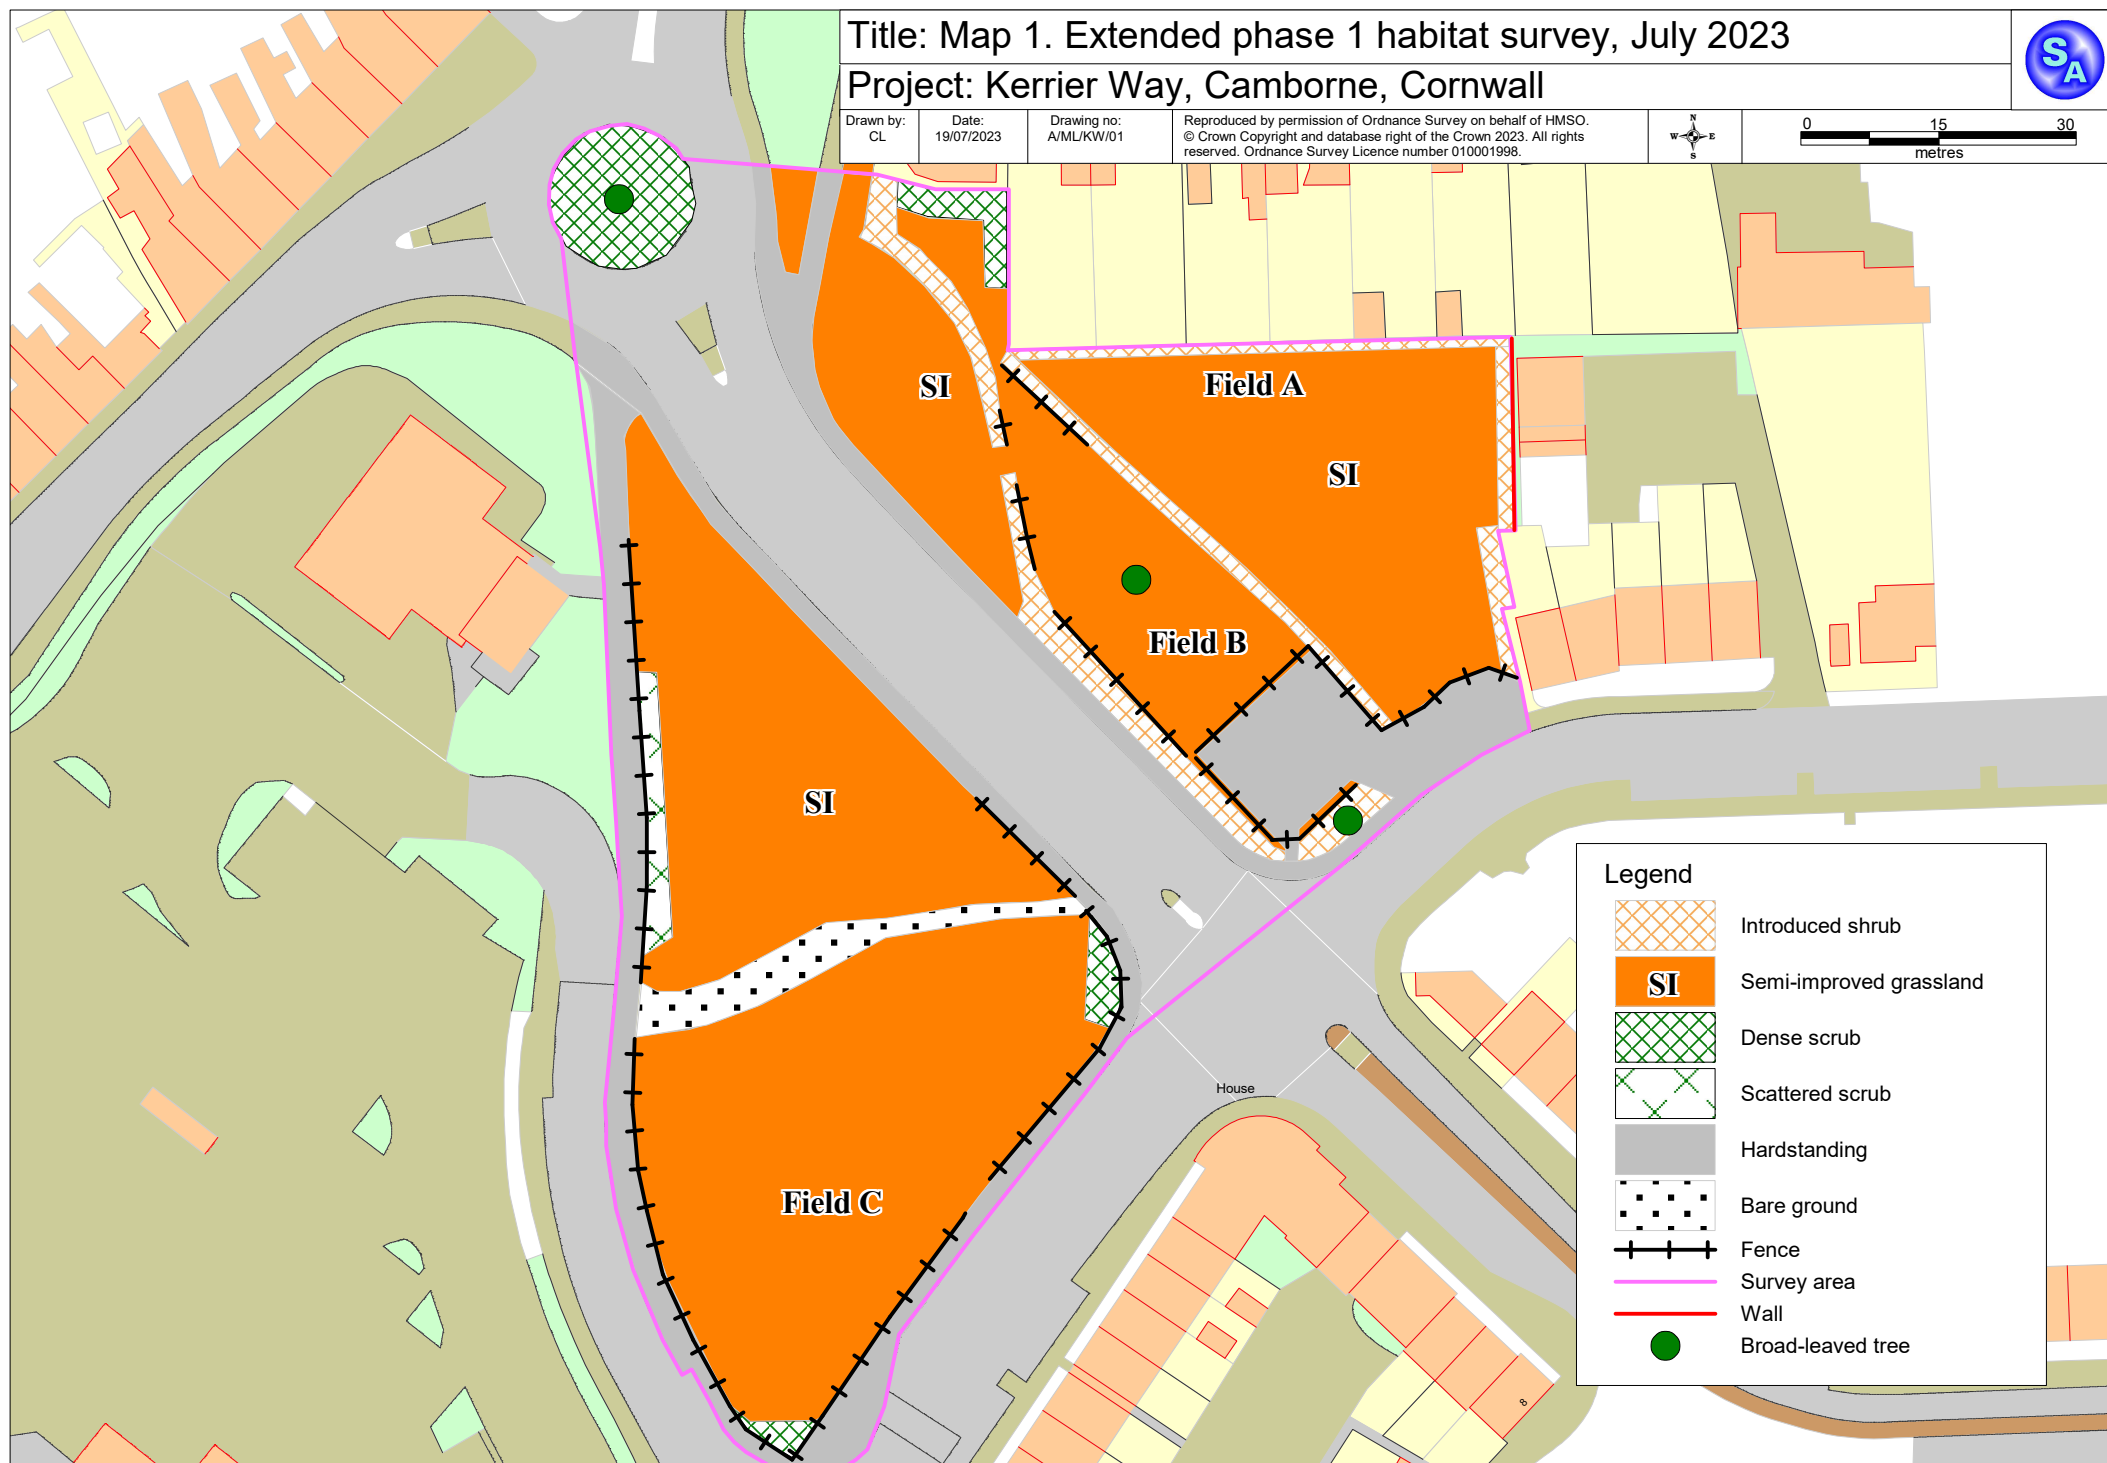 Title: Map 1. Extended phase 1 habitat survey, July 2023
Project: Kerrier Way, Camborne, Cornwall
SA
Drawn by:
CL
Date:
19/07/2023
Drawing no:
A/ML/KW/01
Reproduced by permission of Ordnance Survey on behalf of HMSO.
© Crown Copyright and database right of the Crown 2023. All rights
reserved. Ordnance Survey Licence number 010001998.
N
W E
S
0 15 30
metres
SI
Field A
SI
Field B
SI
Field C
House
8
Legend
Introduced shrub
SI Semi-improved grassland
Dense scrub
Scattered scrub
Hardstanding
Bare ground
Fence
Survey area
Wall
Broad-leaved tree